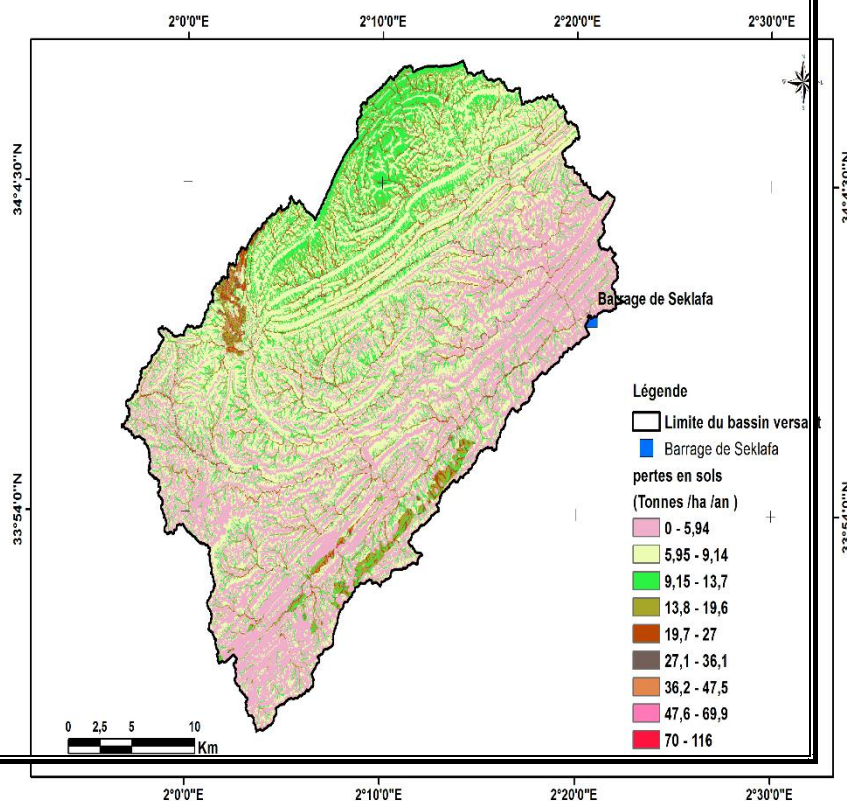 2°0'0"E 2°10'0"E 2°20'0"E 2°30'0"E
34°4'30"N 34°4'30"N
Barrage de Seklafa
Légende
Limite du bassin versant
Barrage de Seklafa
pertes en sols
(Tonnes /ha /an )
0 - 5,94
5,95 - 9,14
9,15 - 13,7
13,8 - 19,6
19,7 - 27
27,1 - 36,1
36,2 - 47,5
47,6 - 69,9
70 - 116
33°54'0"N 33°54'0"N
0 2,5 5 10
Km
2°0'0"E 2°10'0"E 2°20'0"E 2°30'0"E